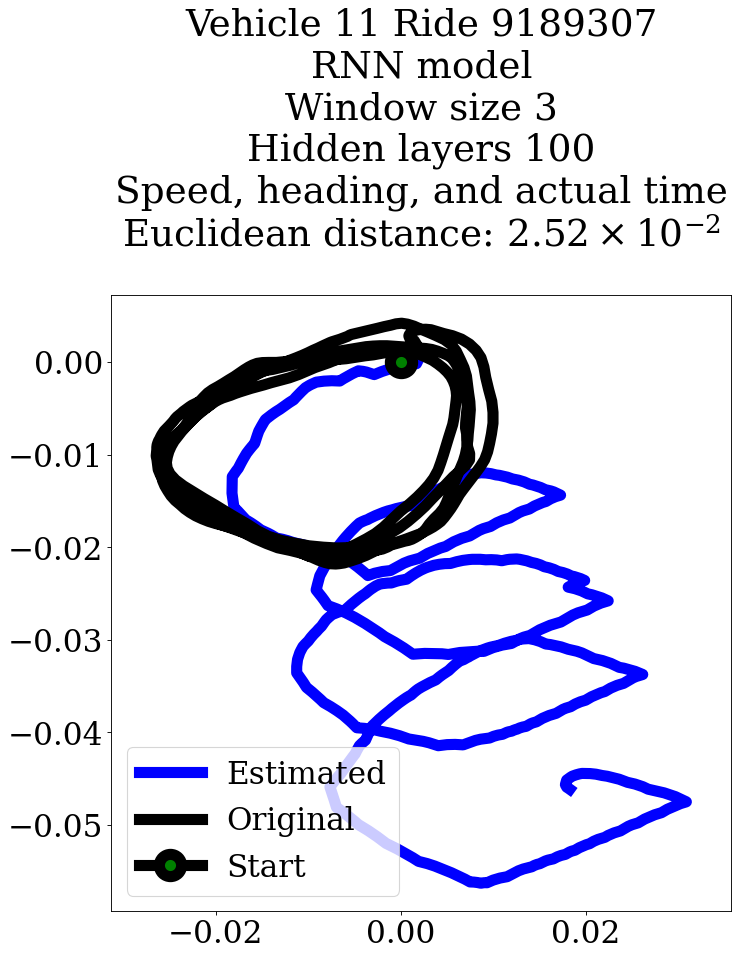 Vehicle 11 Ride 9189307
RNN model
Window size 3
Hidden layers 100
Speed, heading, and actual time
Euclidean distance: 2.52 × 10⁻²
0.00
−0.01
−0.02
−0.03
−0.04
−0.05
Estimated
Original
Start
−0.02 0.00 0.02